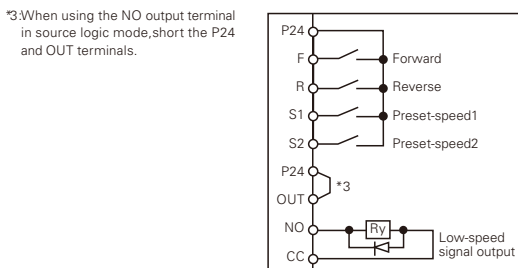 *3:When using the NO output terminal
in source logic mode,short the P24
and OUT terminals.
P24
F
Forward
R
Reverse
S1
Preset-speed1
S2
Preset-speed2
P24
*3
OUT
NO
Ry
Low-speed
signal output
CC